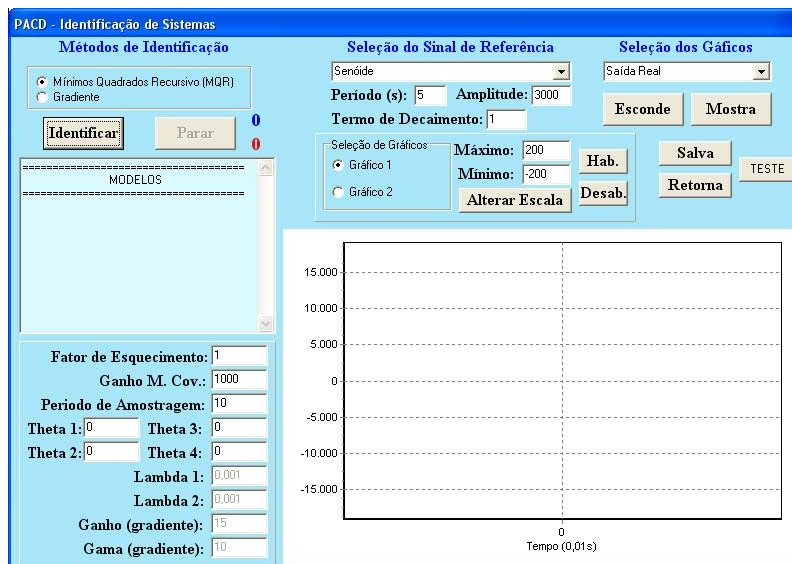 PACD - Identificação de Sistemas
Métodos de Identificação
Mínimos Quadrados Recursivo (MQR)
Gradiente
Identificar
Parar
0
0
=====================================
MODELOS
=====================================
Fator de Esquecimento: 1
Ganho M. Cov.: 1000
Periodo de Amostragem: 10
Theta 1: 0 Theta 3: 0
Theta 2: 0 Theta 4: 0
Lambda 1: 0,001
Lambda 2: 0,001
Ganho (gradiente): 15
Gama (gradiente): 10
Seleção do Sinal de Referência
Senóide
Período (s): 5 Amplitude: 3000
Termo de Decaimento: 1
Seleção de Gráficos
Gráfico 1
Gráfico 2
Máximo: 200
Mínimo: -200
Alterar Escala
Hab.
Desab.
Seleção dos Gáficos
Saída Real
Esconde
Mostra
Salva
Retorna
TESTE
15.000
10.000
5.000
0
-5.000
-10.000
-15.000
0
Tempo (0,01s)